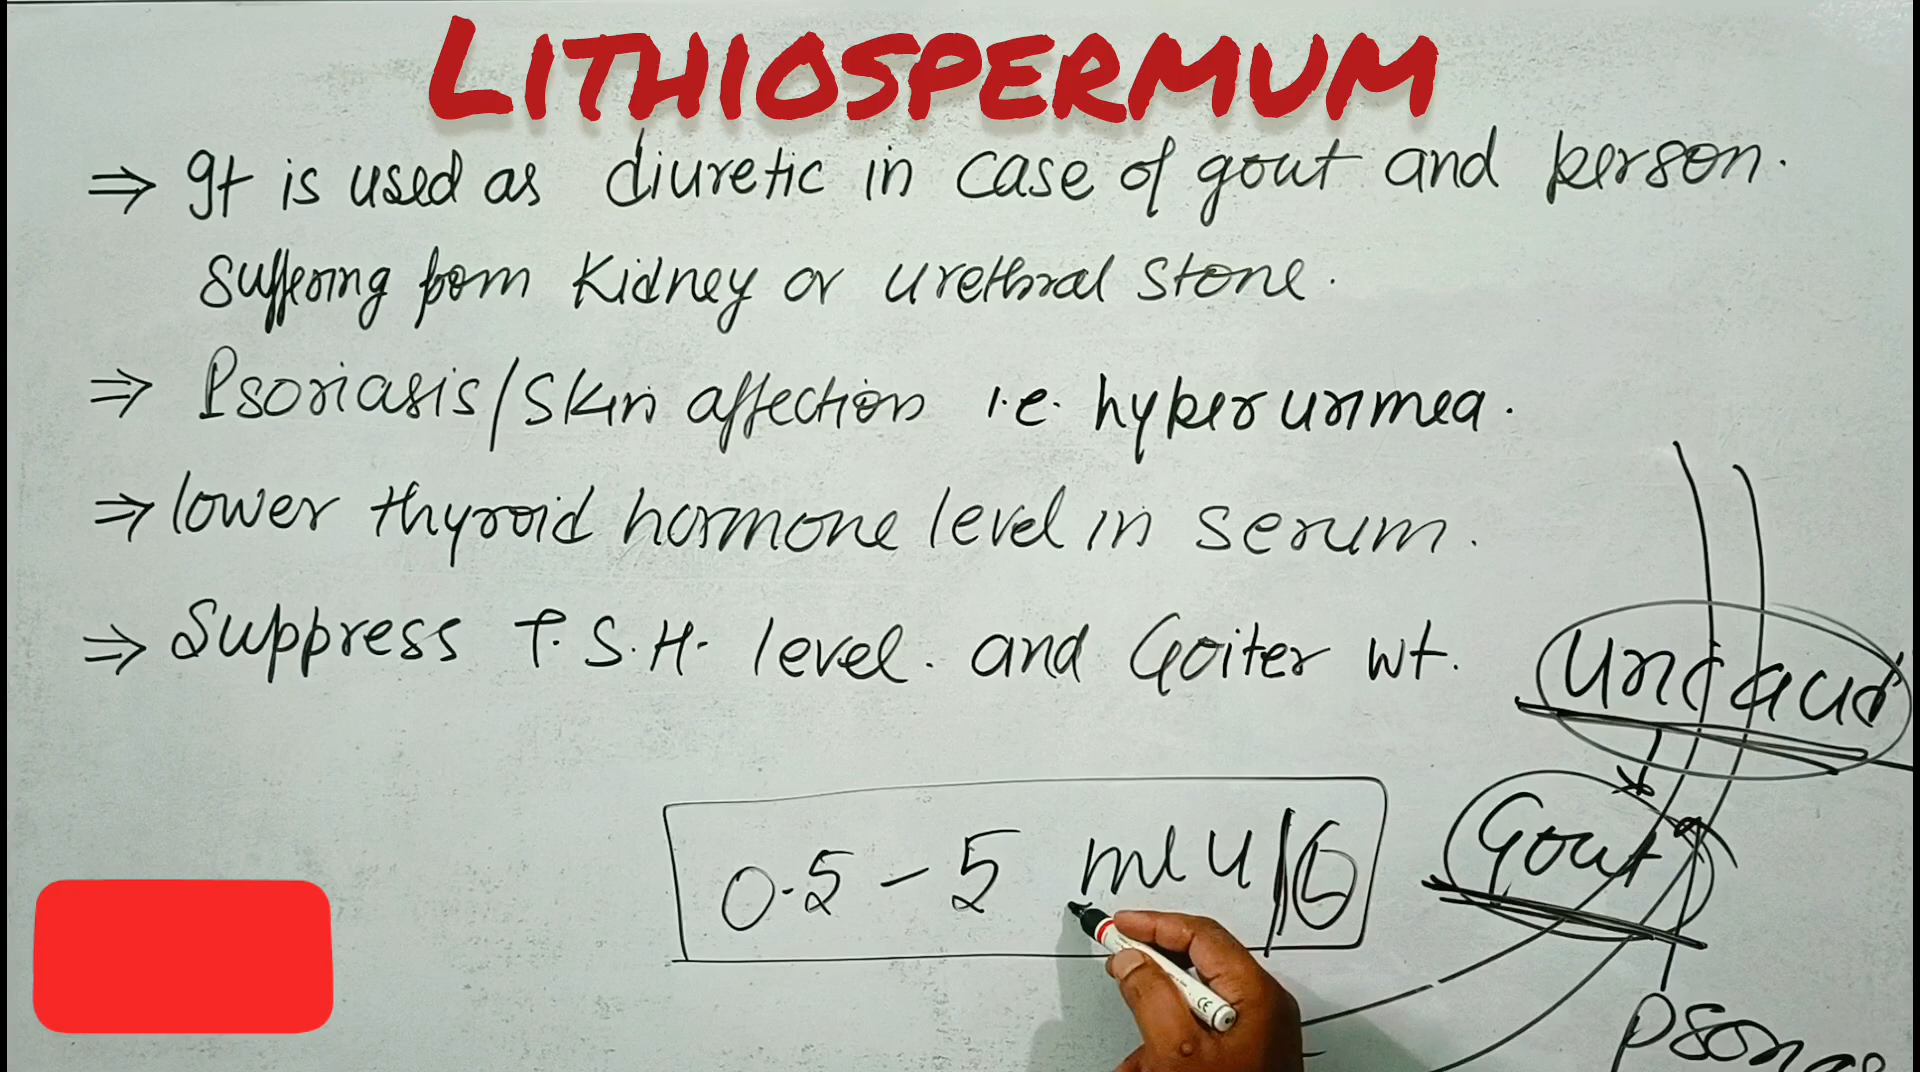 LITHIOSPERMUM
⇒ It is used as diuretic in case of gout and person.
suffering from Kidney or urethral stone.
⇒ Psoriasis/Skin affection i.e. hyperurimea.
⇒ lower thyroid hormone level in serum.
⇒ Suppress T.S.H. level. and Goiter wt.
Uric acid
Gout
0.5 - 5 mlU/
CE